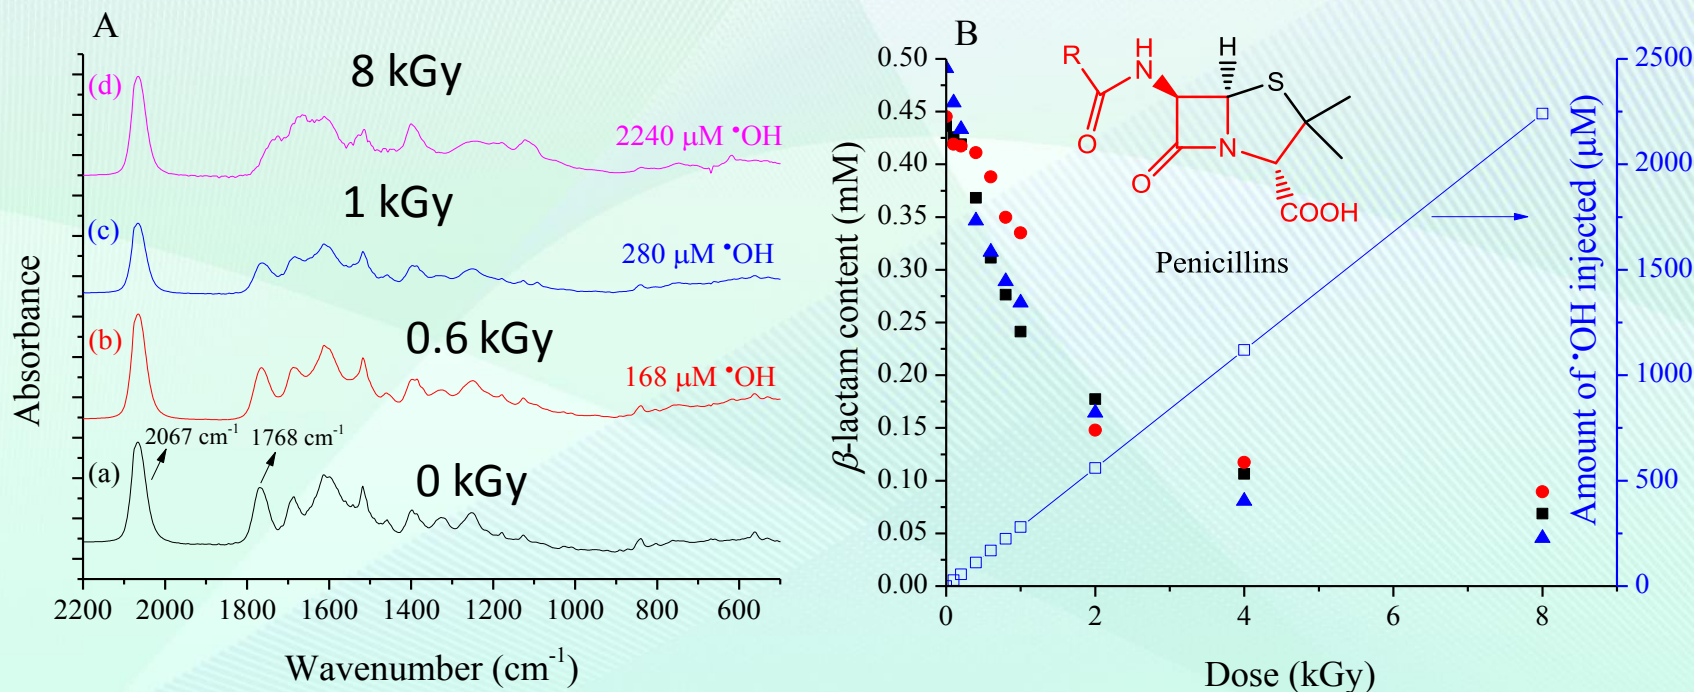 A
(d)
8 kGy
2240 μM •OH
(c)
1 kGy
280 μM •OH
(b)
0.6 kGy
168 μM •OH
2067 cm⁻¹
1768 cm⁻¹
(a)
0 kGy
Absorbance
2200 2000 1800 1600 1400 1200 1000 800 600
Wavenumber (cm⁻¹)
B
0.50
0.45
0.40
0.35
0.30
0.25
0.20
0.15
0.10
0.05
0.00
β-lactam content (mM)
R
H
N
O
H
S
N
O
COOH
Penicillins
2500
2000
1500
1000
500
0
Amount of •OH injected (μM)
0 2 4 6 8
Dose (kGy)